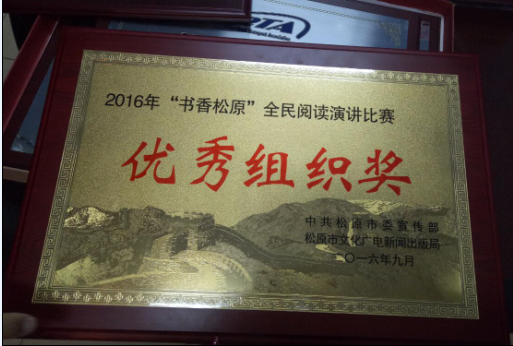 2016年“书香松原”全民阅读演讲比赛
优秀组织奖
中共松原市委宣传部
松原市文化广电新闻出版局
二〇一六年九月